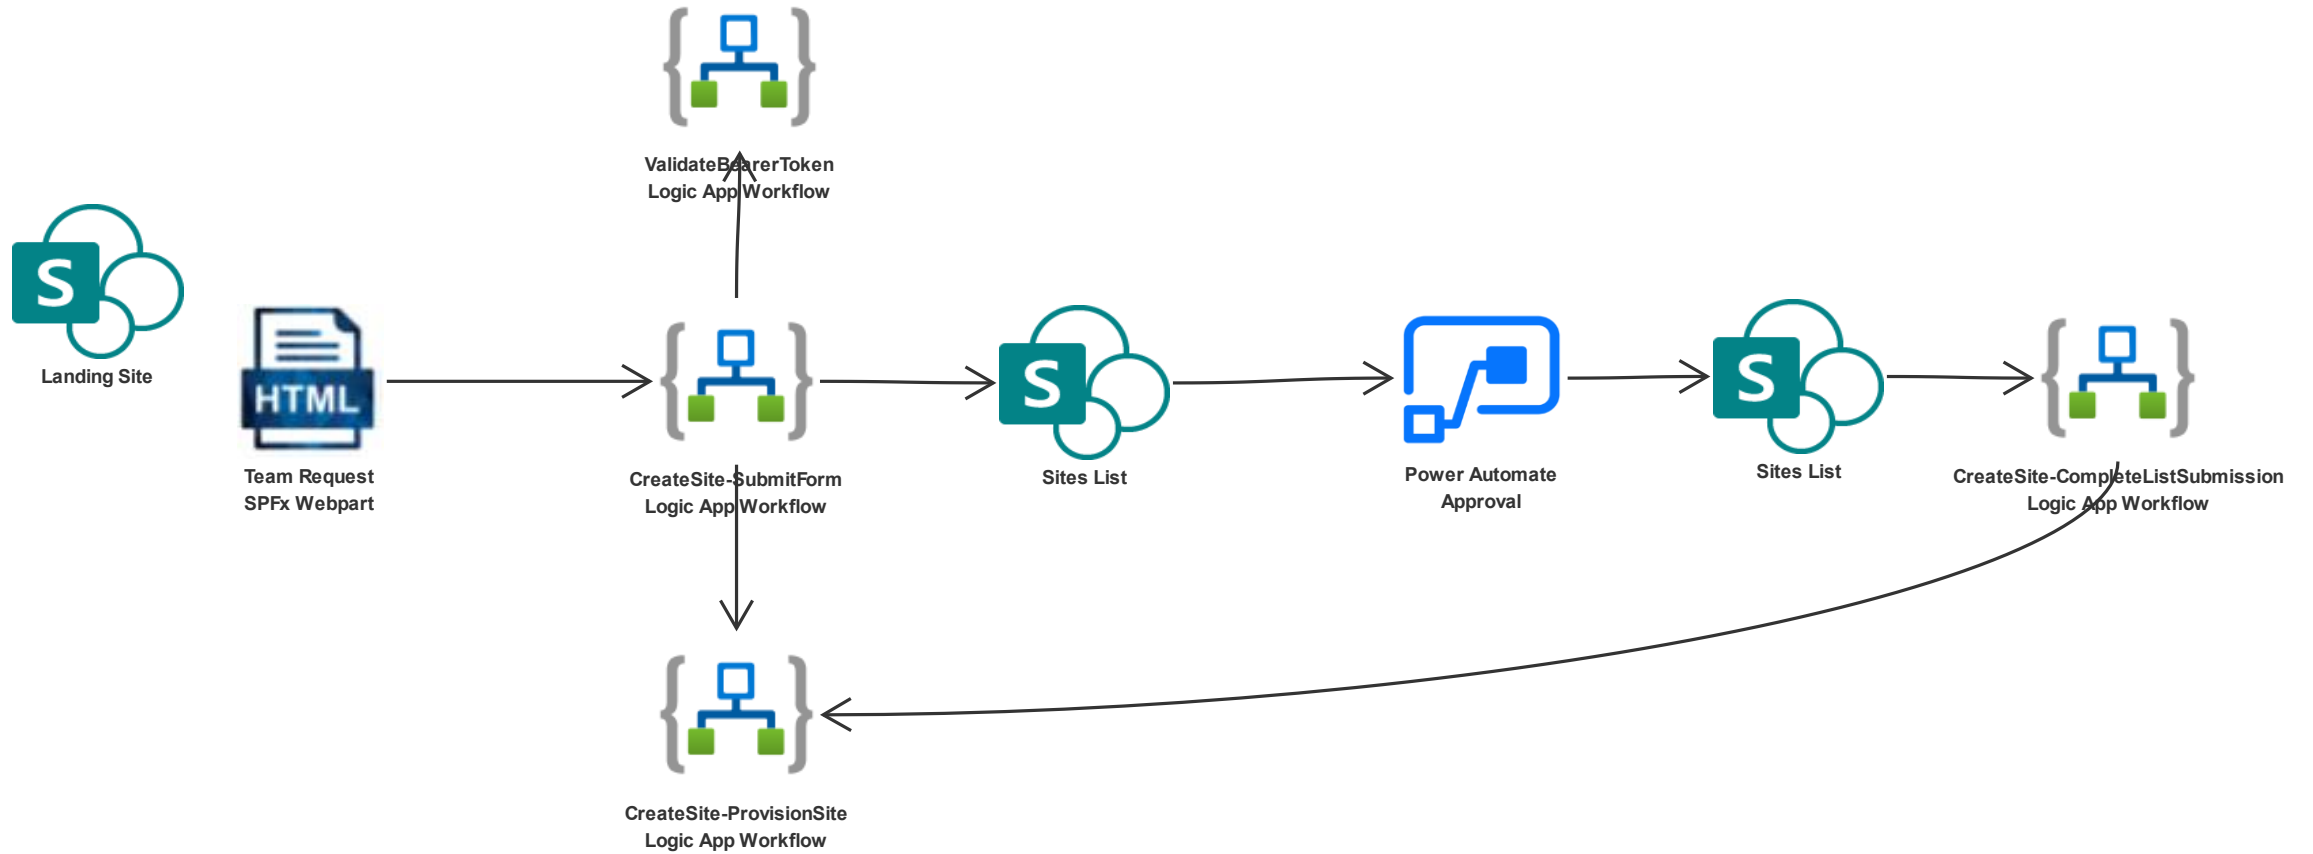 ValidateBearerToken
Logic App Workflow
S
Landing Site
HTML
Team Request
SPFx Webpart
CreateSite-SubmitForm
Logic App Workflow
S
Sites List
Power Automate
Approval
S
Sites List
CreateSite-CompleteListSubmission
Logic App Workflow
CreateSite-ProvisionSite
Logic App Workflow